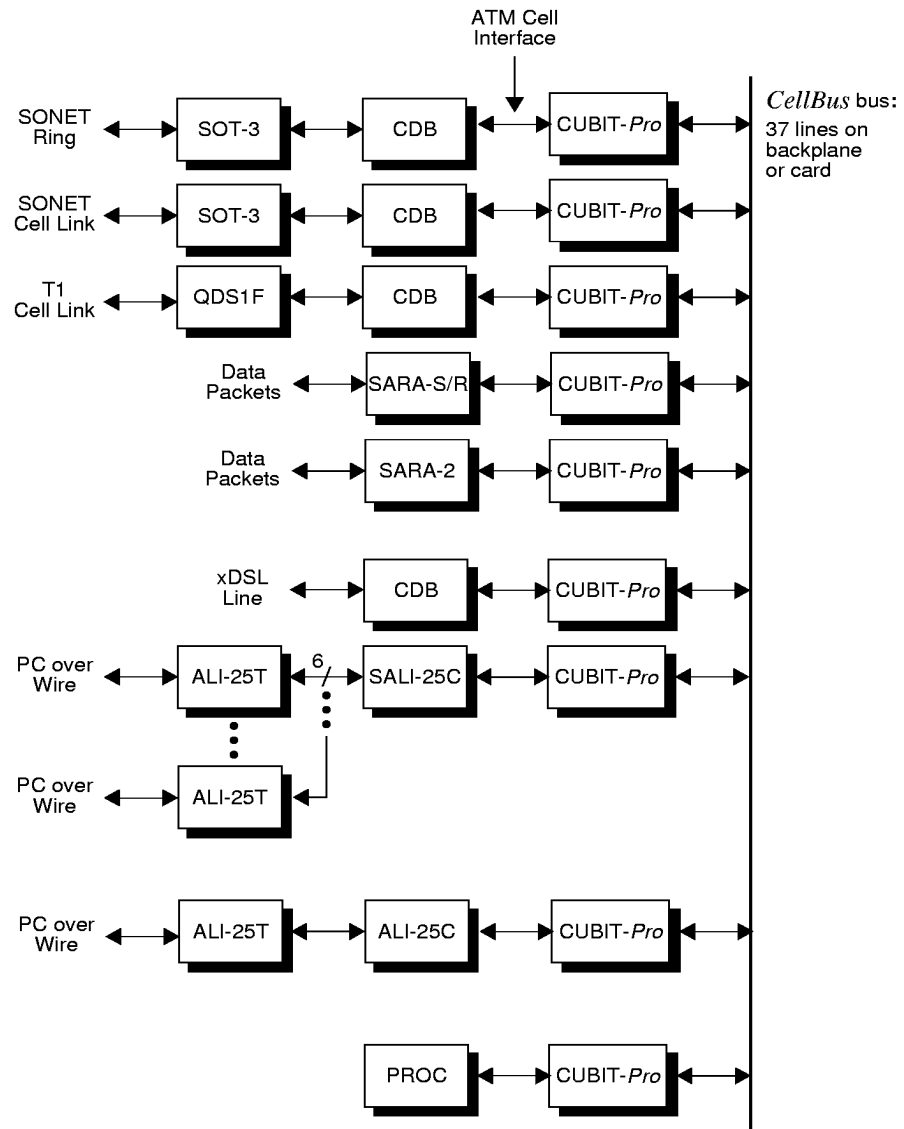 ATM Cell
Interface
CellBus bus:
37 lines on
backplane
or card
SONET
Ring
SOT-3
CDB
CUBIT-Pro
SONET
Cell Link
SOT-3
CDB
CUBIT-Pro
T1
Cell Link
QDS1F
CDB
CUBIT-Pro
Data
Packets
SARA-S/R
CUBIT-Pro
Data
Packets
SARA-2
CUBIT-Pro
xDSL
Line
CDB
CUBIT-Pro
PC over
Wire
ALI-25T
6
SALI-25C
CUBIT-Pro
PC over
Wire
ALI-25T
PC over
Wire
ALI-25T
ALI-25C
CUBIT-Pro
PROC
CUBIT-Pro